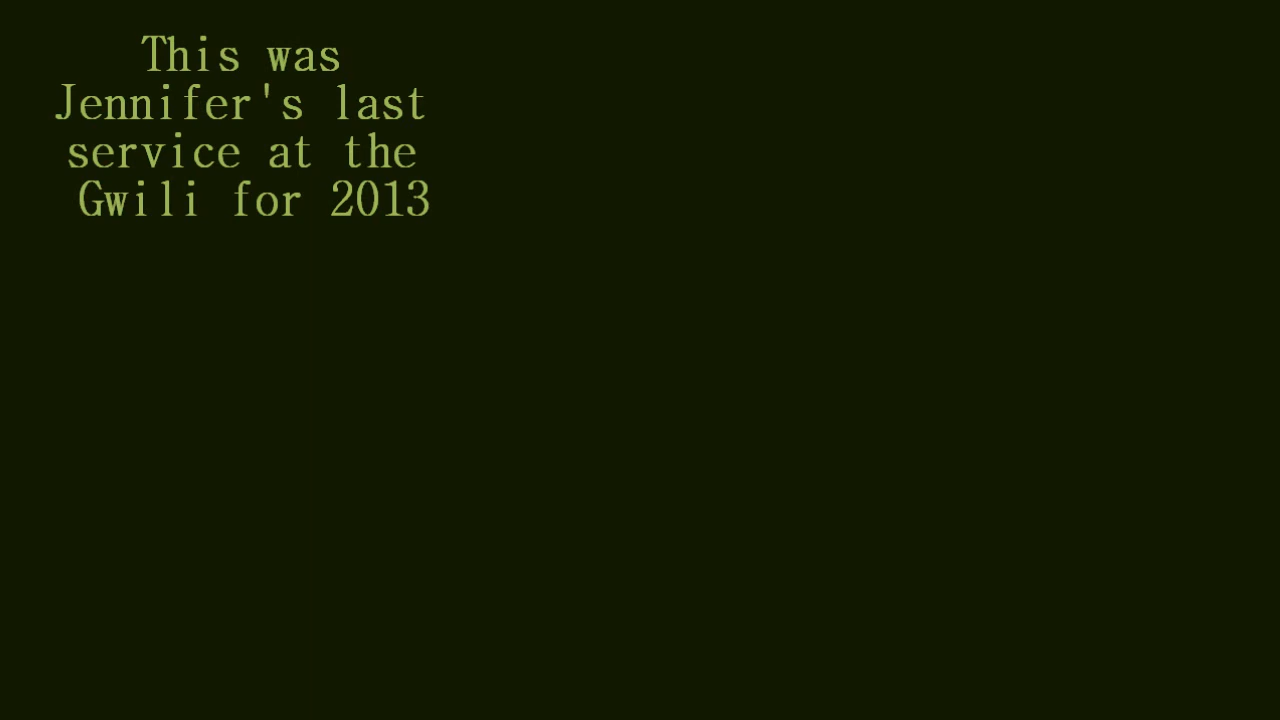 This was
Jennifer's last
service at the
Gwili for 2013